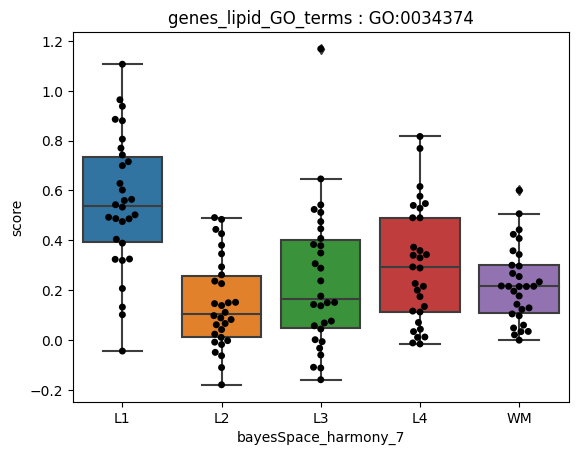 genes_lipid_GO_terms : GO:0034374
score
1.2
1.0
0.8
0.6
0.4
0.2
0.0
−0.2
L1 L2 L3 L4 WM
bayesSpace_harmony_7